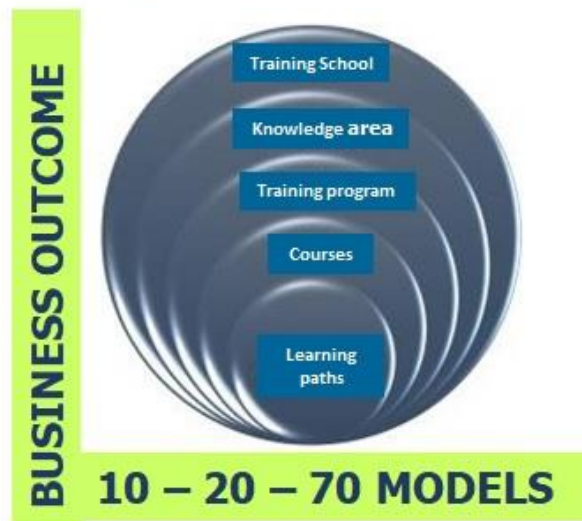 BUSINESS OUTCOME
Training School
Knowledge area
Training program
Courses
Learning
paths
10 – 20 – 70 MODELS